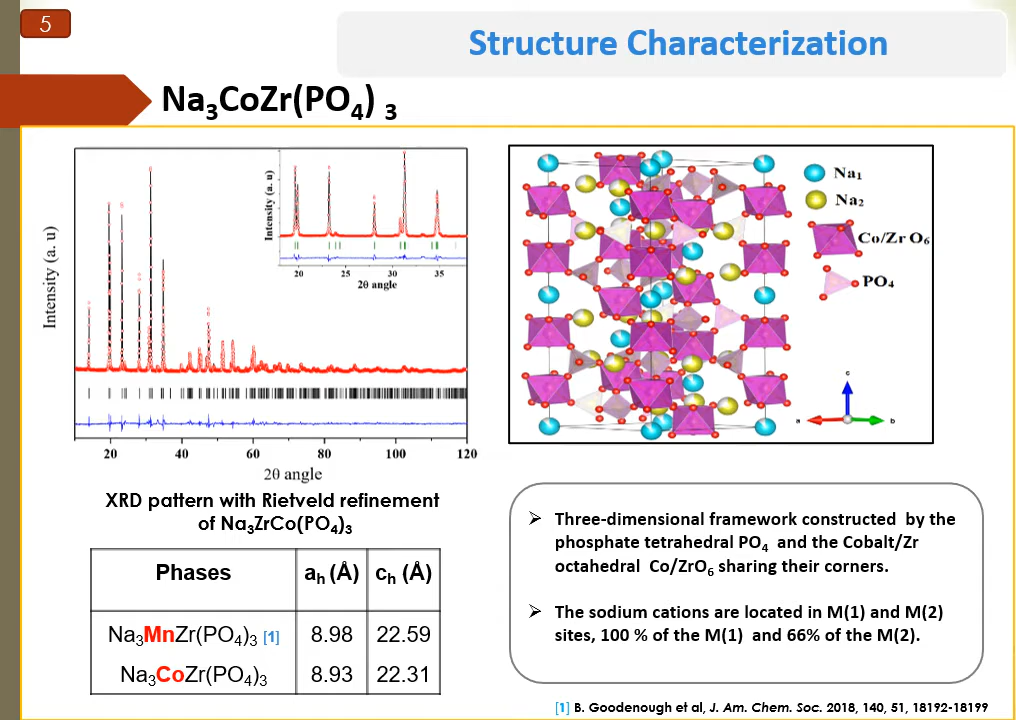 5
Structure Characterization
Na₃CoZr(PO₄) ₃
Intensity (a. u)
20 40 60 80 100 120
2θ angle
Intensity (a. u)
20 25 30 35
2θ angle
XRD pattern with Rietveld refinement
of Na₃ZrCo(PO₄)₃
Na₁
Na₂
Co/Zr O₆
PO₄
c
a
b
Phases aₕ (Å) cₕ (Å)
Na₃MnZr(PO₄)₃ [1] 8.98 22.59
Na₃CoZr(PO₄)₃ 8.93 22.31
➢ Three-dimensional framework constructed by the
phosphate tetrahedral PO₄ and the Cobalt/Zr
octahedral Co/ZrO₆ sharing their corners.
➢ The sodium cations are located in M(1) and M(2)
sites, 100 % of the M(1) and 66% of the M(2).
[1] B. Goodenough et al, J. Am. Chem. Soc. 2018, 140, 51, 18192-18199